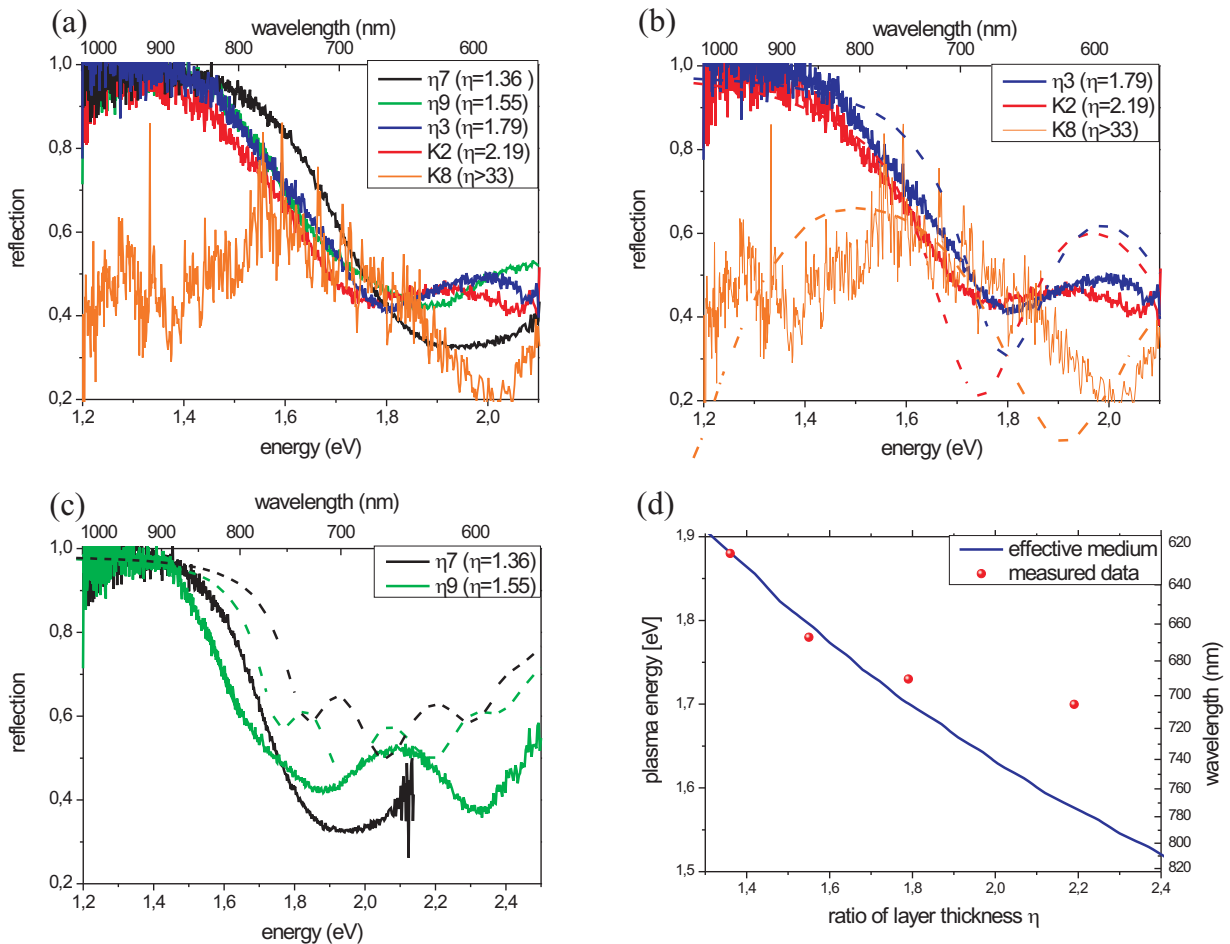 (a)
wavelength (nm)
1000 900 800 700 600
1,0
0,8
0,6
0,4
0,2
reflection
η7 (η=1.36)
η9 (η=1.55)
η3 (η=1.79)
K2 (η=2.19)
K8 (η>33)
1,2 1,4 1,6 1,8 2,0
energy (eV)
(b)
wavelength (nm)
1000 900 800 700 600
1,0
0,8
0,6
0,4
0,2
reflection
η3 (η=1.79)
K2 (η=2.19)
K8 (η>33)
1,2 1,4 1,6 1,8 2,0
energy (eV)
(c)
wavelength (nm)
1000 900 800 700 600
1,0
0,8
0,6
0,4
0,2
reflection
η7 (η=1.36)
η9 (η=1.55)
1,2 1,4 1,6 1,8 2,0 2,2 2,4
energy (eV)
(d)
1,9
1,8
1,7
1,6
1,5
plasma energy [eV]
effective medium
measured data
620
640
660
680
700
720
740
760
780
800
820
wavelength (nm)
1,4 1,6 1,8 2,0 2,2 2,4
ratio of layer thickness η